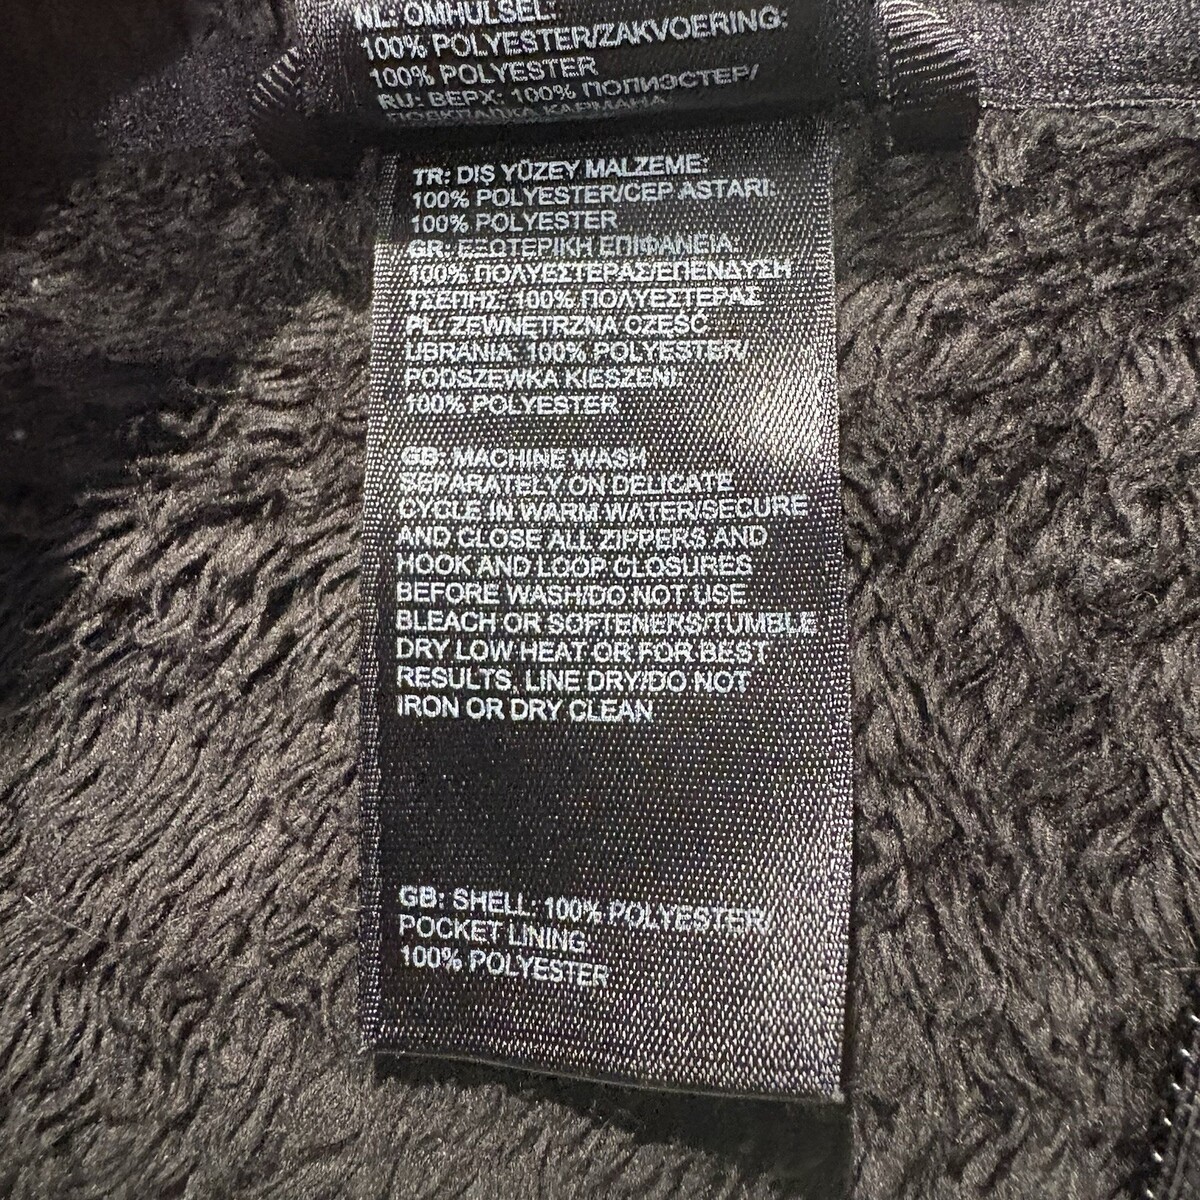 NL: OMHULSEL:
100% POLYESTER/ZAKVOERING:
100% POLYESTER
RU: ВЕРХ: 100% ПОЛИЭСТЕР/
ПОДКЛАДКА КАРМАНА
TR: DIŞ YÜZEY MALZEME:
100% POLYESTER/CEP ASTARI:
100% POLYESTER
GR: ΕΞΩΤΕΡΙΚΗ ΕΠΙΦΑΝΕΙΑ
100% ΠΟΛΥΕΣΤΕΡΑΣ/ΕΠΕΝΔΥΣΗ
ΤΣΕΠΗΣ: 100% ΠΟΛΥΕΣΤΕΡΑΣ
PL: ZEWNĘTRZNA CZĘŚĆ
UBRANIA: 100% POLYESTER/
PODSZEWKA KIESZENI:
100% POLYESTER
GB: MACHINE WASH
SEPARATELY ON DELICATE
CYCLE IN WARM WATER/SECURE
AND CLOSE ALL ZIPPERS AND
HOOK AND LOOP CLOSURES
BEFORE WASH/DO NOT USE
BLEACH OR SOFTENERS/TUMBLE
DRY LOW HEAT OR FOR BEST
RESULTS, LINE DRY/DO NOT
IRON OR DRY CLEAN
GB: SHELL: 100% POLYESTER/
POCKET LINING:
100% POLYESTER